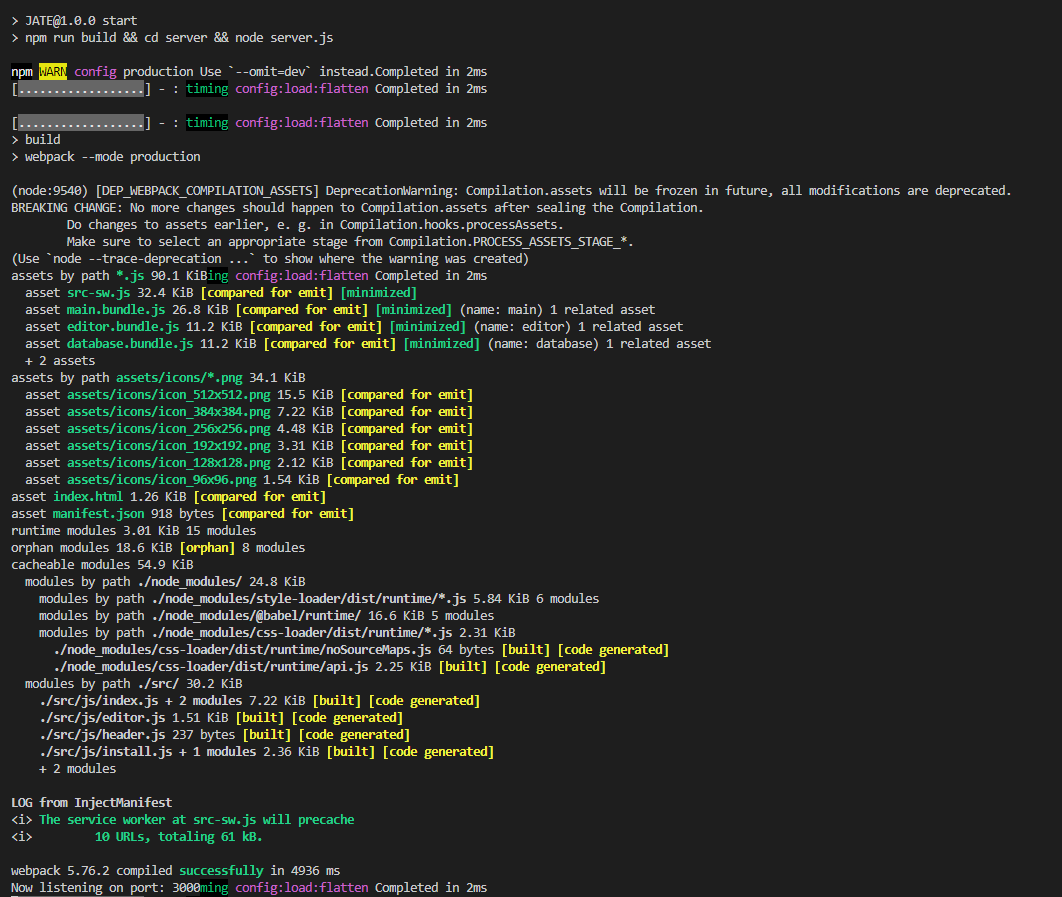 > JATE@1.0.0 start
> npm run build && cd server && node server.js
npm WARN config production Use `--omit=dev` instead.Completed in 2ms
[..................] - : timing config:load:flatten Completed in 2ms
[..................] - : timing config:load:flatten Completed in 2ms
> build
> webpack --mode production
(node:9540) [DEP_WEBPACK_COMPILATION_ASSETS] DeprecationWarning: Compilation.assets will be frozen in future, all modifications are deprecated.
BREAKING CHANGE: No more changes should happen to Compilation.assets after sealing the Compilation.
Do changes to assets earlier, e. g. in Compilation.hooks.processAssets.
Make sure to select an appropriate stage from Compilation.PROCESS_ASSETS_STAGE_*.
(Use `node --trace-deprecation ...` to show where the warning was created)
assets by path *.js 90.1 KiBing config:load:flatten Completed in 2ms
asset src-sw.js 32.4 KiB [compared for emit] [minimized]
asset main.bundle.js 26.8 KiB [compared for emit] [minimized] (name: main) 1 related asset
asset editor.bundle.js 11.2 KiB [compared for emit] [minimized] (name: editor) 1 related asset
asset database.bundle.js 11.2 KiB [compared for emit] [minimized] (name: database) 1 related asset
+ 2 assets
assets by path assets/icons/*.png 34.1 KiB
asset assets/icons/icon_512x512.png 15.5 KiB [compared for emit]
asset assets/icons/icon_384x384.png 7.22 KiB [compared for emit]
asset assets/icons/icon_256x256.png 4.48 KiB [compared for emit]
asset assets/icons/icon_192x192.png 3.31 KiB [compared for emit]
asset assets/icons/icon_128x128.png 2.12 KiB [compared for emit]
asset assets/icons/icon_96x96.png 1.54 KiB [compared for emit]
asset index.html 1.26 KiB [compared for emit]
asset manifest.json 918 bytes [compared for emit]
runtime modules 3.01 KiB 15 modules
orphan modules 18.6 KiB [orphan] 8 modules
cacheable modules 54.9 KiB
modules by path ./node_modules/ 24.8 KiB
modules by path ./node_modules/style-loader/dist/runtime/*.js 5.84 KiB 6 modules
modules by path ./node_modules/@babel/runtime/ 16.6 KiB 5 modules
modules by path ./node_modules/css-loader/dist/runtime/*.js 2.31 KiB
./node_modules/css-loader/dist/runtime/noSourceMaps.js 64 bytes [built] [code generated]
./node_modules/css-loader/dist/runtime/api.js 2.25 KiB [built] [code generated]
modules by path ./src/ 30.2 KiB
./src/js/index.js + 2 modules 7.22 KiB [built] [code generated]
./src/js/editor.js 1.51 KiB [built] [code generated]
./src/js/header.js 237 bytes [built] [code generated]
./src/js/install.js + 1 modules 2.36 KiB [built] [code generated]
+ 2 modules
LOG from InjectManifest
<i> The service worker at src-sw.js will precache
<i> 10 URLs, totaling 61 kB.
webpack 5.76.2 compiled successfully in 4936 ms
Now listening on port: 3000ming config:load:flatten Completed in 2ms